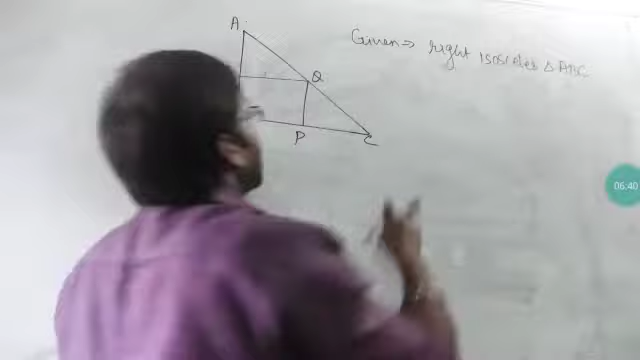 A
Given ⇒ right isosceles Δ ABC
Q
P
C
06:40